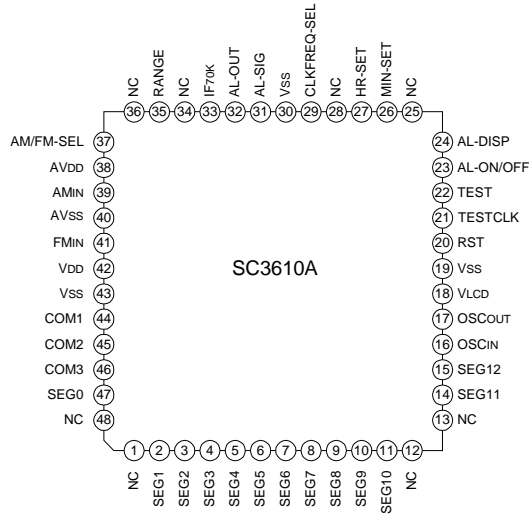 NC
RANGE
NC
IF70K
AL-OUT
AL-SIG
VSS
CLKFREQ-SEL
NC
HR-SET
MIN-SET
NC
36 35 34 33 32 31 30 29 28 27 26 25
AM/FM-SEL 37
AVDD 38
AMIN 39
AVSS 40
FMIN 41
VDD 42
VSS 43
COM1 44
COM2 45
COM3 46
SEG0 47
NC 48
SC3610A
24 AL-DISP
23 AL-ON/OFF
22 TEST
21 TESTCLK
20 RST
19 VSS
18 VLCD
17 OSCOUT
16 OSCIN
15 SEG12
14 SEG11
13 NC
1 2 3 4 5 6 7 8 9 10 11 12
NC
SEG1
SEG2
SEG3
SEG4
SEG5
SEG6
SEG7
SEG8
SEG9
SEG10
NC